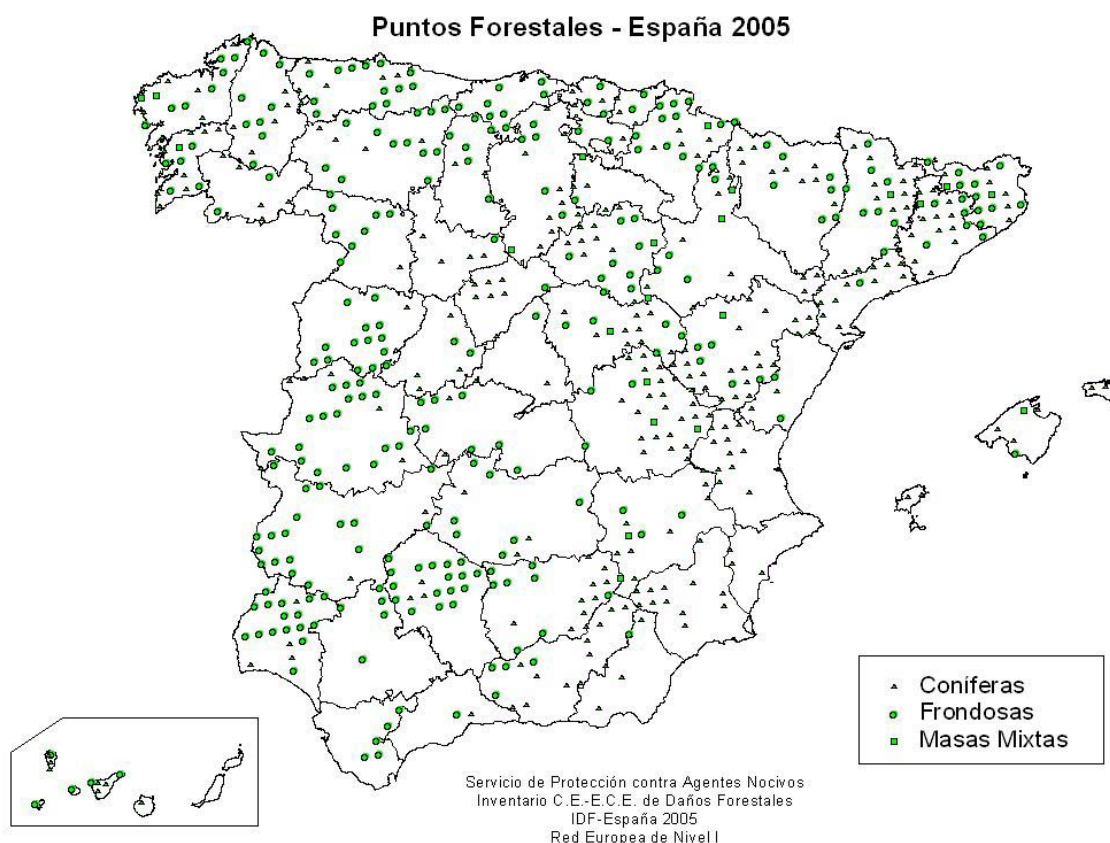 Puntos Forestales - España 2005
Coníferas
Frondosas
Masas Mixtas
Servicio de Protección contra Agentes Nocivos
Inventario C.E.-E.C.E. de Daños Forestales
IDF-España 2005
Red Europea de Nivel I